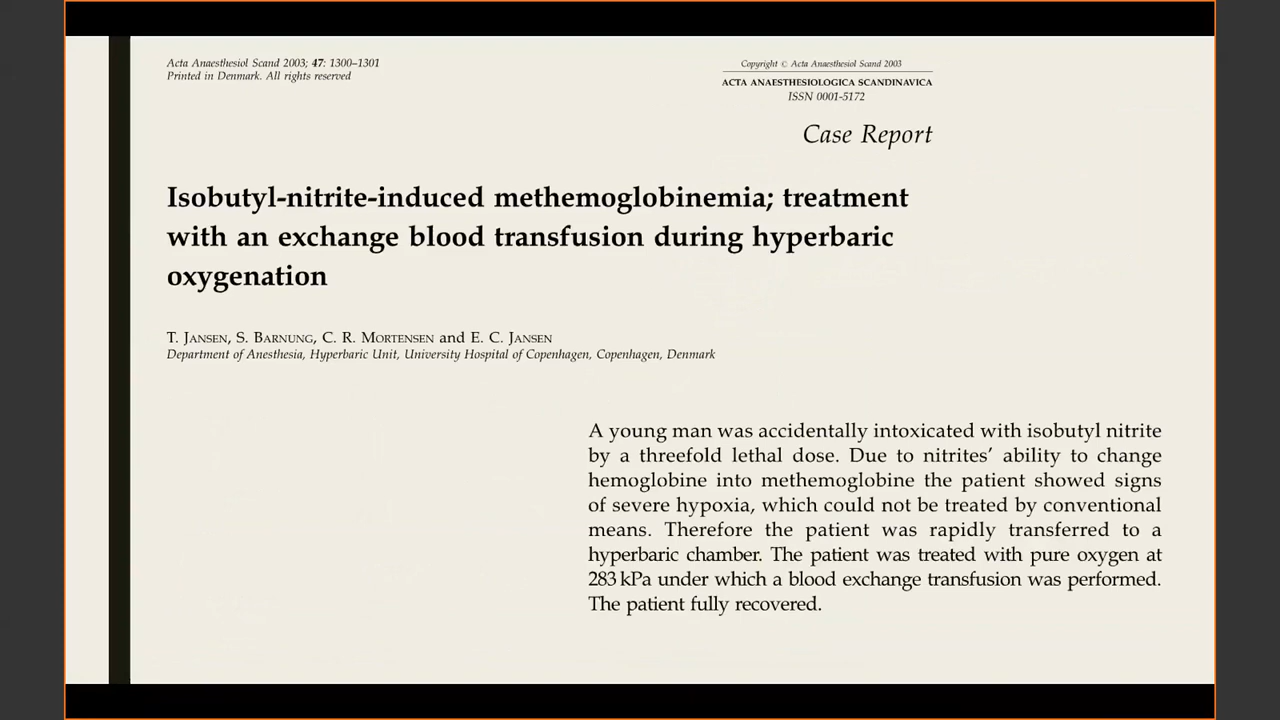 Acta Anaesthesiol Scand 2003; 47: 1300–1301
Printed in Denmark. All rights reserved
Copyright © Acta Anaesthesiol Scand 2003
ACTA ANAESTHESIOLOGICA SCANDINAVICA
ISSN 0001-5172
Case Report
Isobutyl-nitrite-induced methemoglobinemia; treatment
with an exchange blood transfusion during hyperbaric
oxygenation
T. Jansen, S. Barnung, C. R. Mortensen and E. C. Jansen
Department of Anesthesia, Hyperbaric Unit, University Hospital of Copenhagen, Copenhagen, Denmark
A young man was accidentally intoxicated with isobutyl nitrite
by a threefold lethal dose. Due to nitrites’ ability to change
hemoglobine into methemoglobine the patient showed signs
of severe hypoxia, which could not be treated by conventional
means. Therefore the patient was rapidly transferred to a
hyperbaric chamber. The patient was treated with pure oxygen at
283 kPa under which a blood exchange transfusion was performed.
The patient fully recovered.